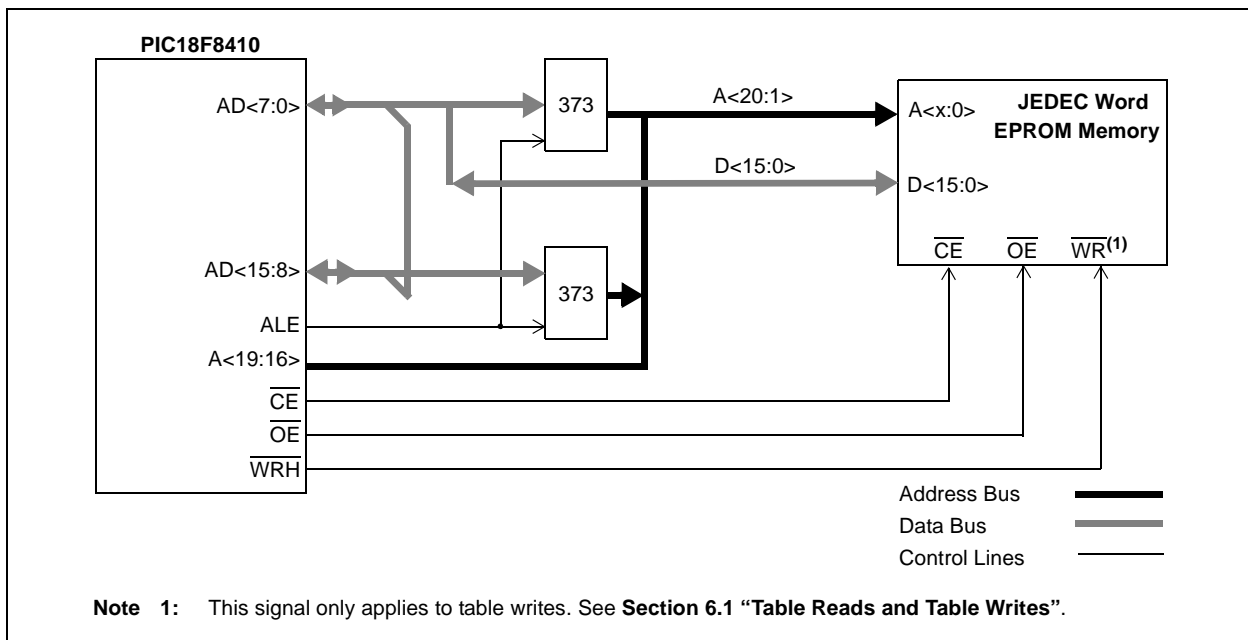 PIC18F8410
AD<7:0>
373
A<20:1>
A<x:0>
JEDEC Word
EPROM Memory
D<15:0>
D<15:0>
CE
OE
WR(1)
AD<15:8>
373
ALE
A<19:16>
CE
OE
WRH
Address Bus
Data Bus
Control Lines
Note 1: This signal only applies to table writes. See Section 6.1 “Table Reads and Table Writes”.